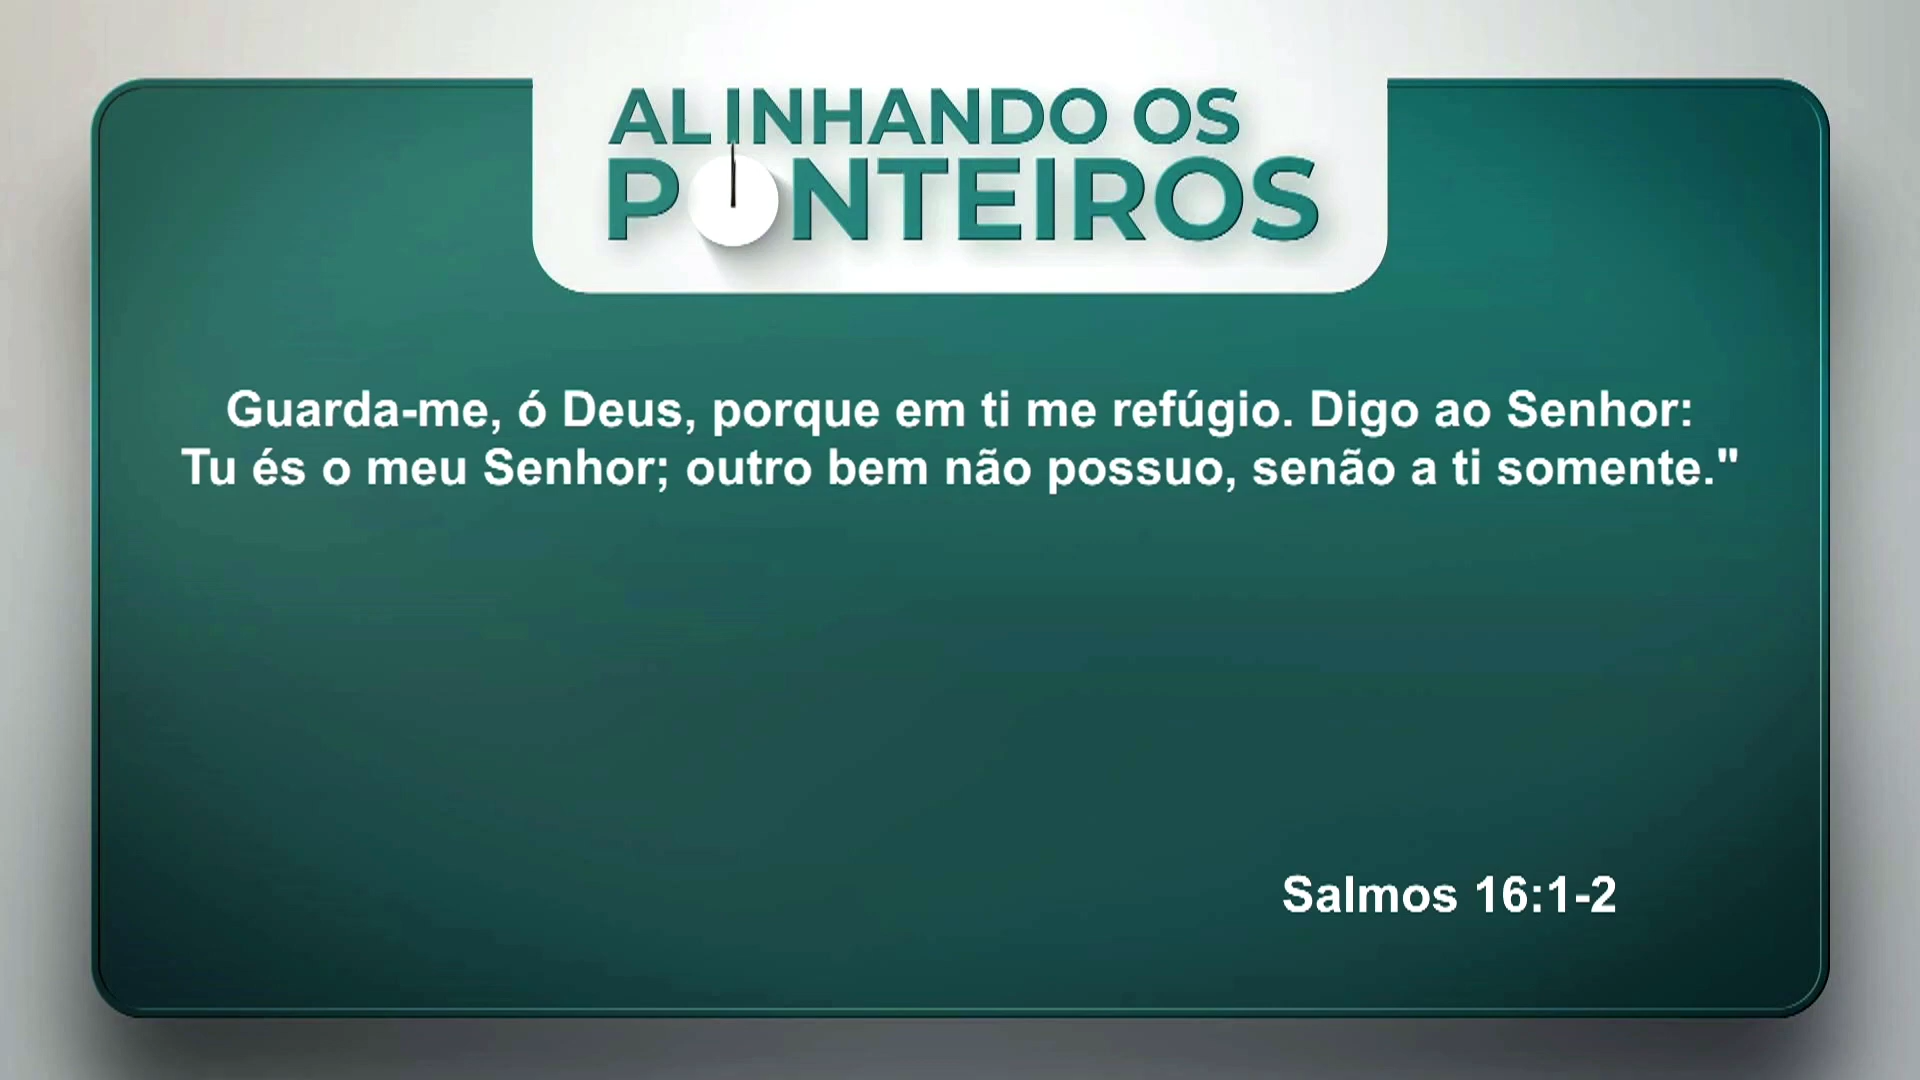 ALINHANDO OS
PONTEIROS
Guarda-me, ó Deus, porque em ti me refúgio. Digo ao Senhor:
Tu és o meu Senhor; outro bem não possuo, senão a ti somente."
Salmos 16:1-2